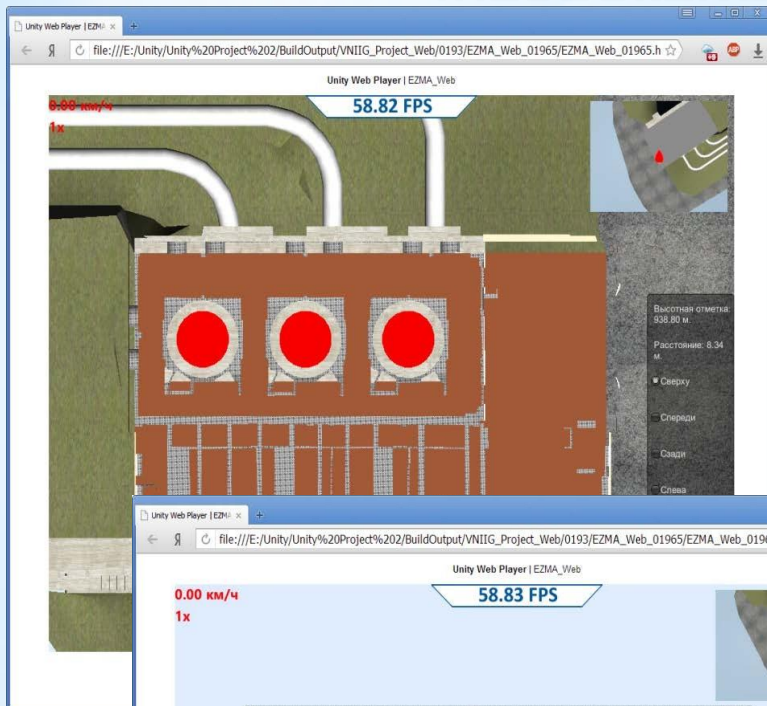 Unity Web Player | EZMA
Я file:///E:/Unity/Unity%20Project%202/BuildOutput/VNIIG_Project_Web/0193/EZMA_Web_01965/EZMA_Web_01965.h
ABP
Unity Web Player | EZMA_Web
0.00 км/ч
58.82 FPS
1x
Высотная отметка:
938.80 м.
Расстояние: 8.34
м.
Сверху
Спереди
Сзади
Слева
Unity Web Player | EZMA
Я file:///E:/Unity/Unity%20Project%202/BuildOutput/VNIIG_Project_Web/0193/EZMA_Web_01965/EZMA_Web_0196
Unity Web Player | EZMA_Web
0.00 км/ч
58.83 FPS
1x